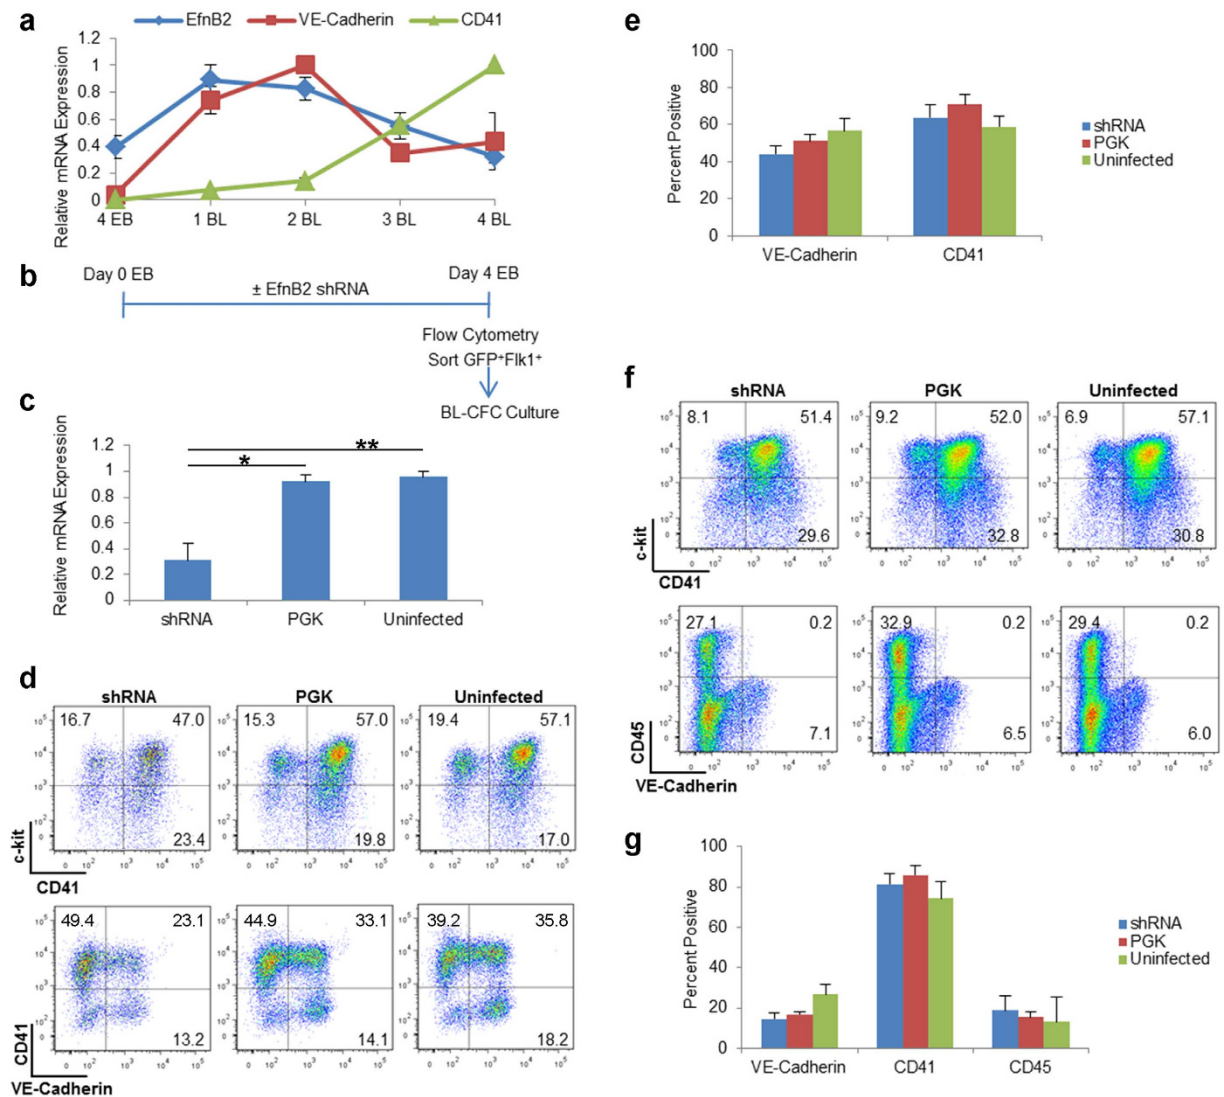 a
EfnB2 VE-Cadherin CD41
Relative mRNA Expression
1.2
1
0.8
0.6
0.4
0.2
0
4 EB 1 BL 2 BL 3 BL 4 BL
b
Day 0 EB Day 4 EB
± EfnB2 shRNA
Flow Cytometry
Sort GFP⁺Flk1⁺
BL-CFC Culture
c
Relative mRNA Expression
1.2
1
0.8
0.6
0.4
0.2
0
* **
shRNA PGK Uninfected
d
shRNA PGK Uninfected
16.7 47.0 15.3 57.0 19.4 57.1
23.4 19.8 17.0
c-kit
CD41
49.4 23.1 44.9 33.1 39.2 35.8
13.2 14.1 18.2
CD41
VE-Cadherin
e
Percent Positive
100
80
60
40
20
0
VE-Cadherin CD41
shRNA
PGK
Uninfected
f
shRNA PGK Uninfected
8.1 51.4 9.2 52.0 6.9 57.1
29.6 32.8 30.8
c-kit
CD41
27.1 0.2 32.9 0.2 29.4 0.2
7.1 6.5 6.0
CD45
VE-Cadherin
g
Percent Positive
100
80
60
40
20
0
VE-Cadherin CD41 CD45
shRNA
PGK
Uninfected